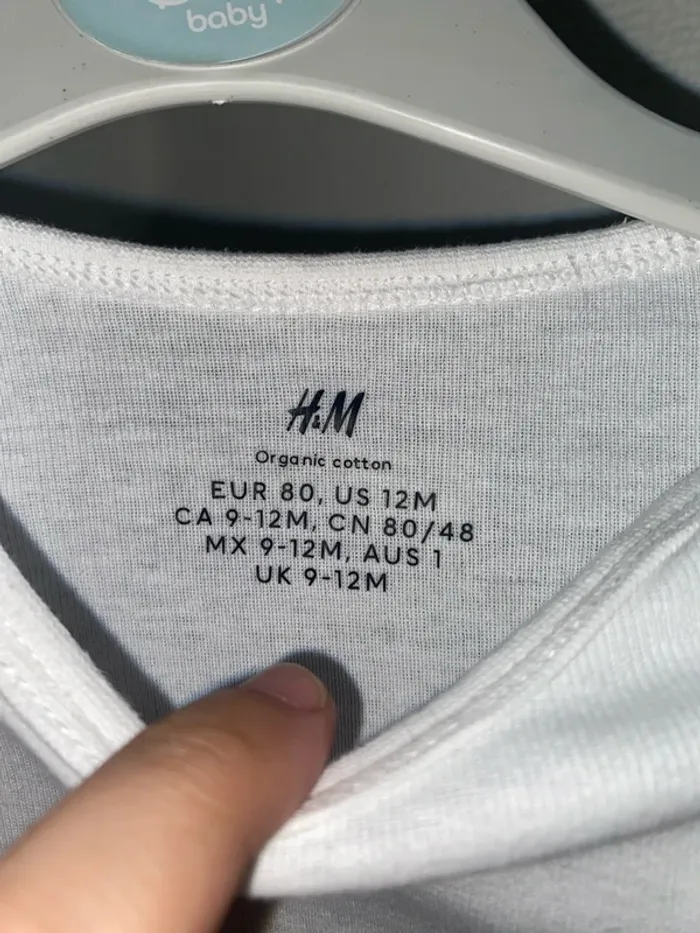 baby
H&M
Organic cotton
EUR 80, US 12M
CA 9-12M, CN 80/48
MX 9-12M, AUS 1
UK 9-12M